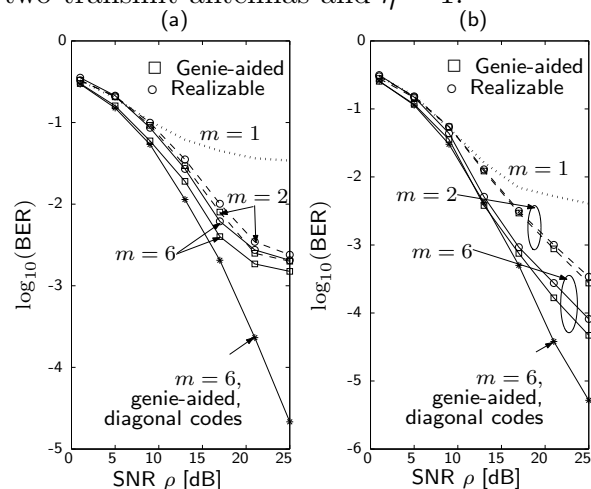 two transmit antennas and η = 1.
(a)
0
-1
-2
-3
-4
-5
log10(BER)
Genie-aided
Realizable
m = 1
m = 2
m = 6
m = 6,
genie-aided,
diagonal codes
0 5 10 15 20 25
SNR ρ [dB]
(b)
0
-1
-2
-3
-4
-5
-6
log10(BER)
Genie-aided
Realizable
m = 1
m = 2
m = 6
m = 6,
genie-aided,
diagonal codes
0 5 10 15 20 25
SNR ρ [dB]